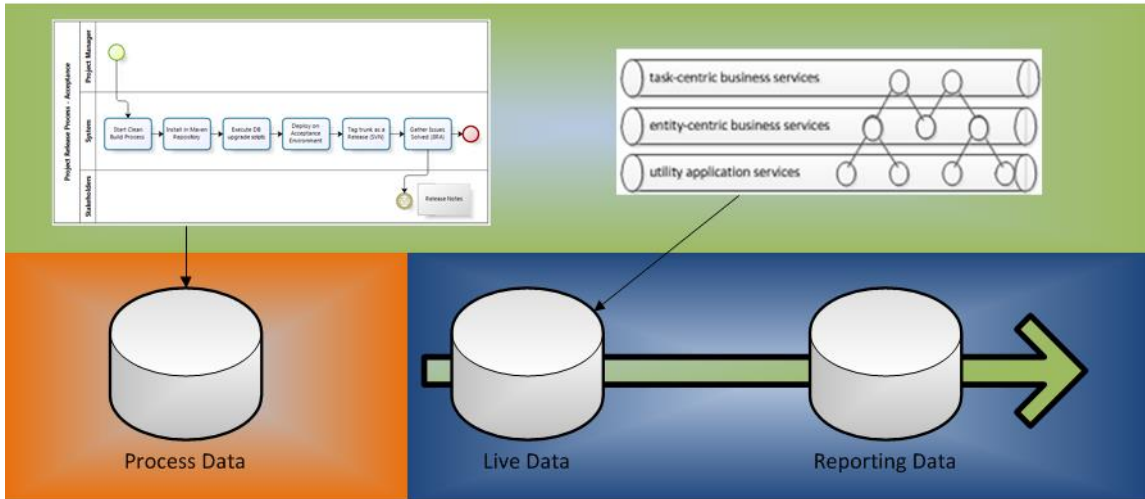 Project Release Process - Acceptance
Project Manager
System
Stakeholders
Start Clean
Build Process
Install in Maven
Repository
Execute DB
upgrade scripts
Deploy on
Acceptance
Environment
Tag trunk as a
Release (SVN)
Gather Issues
Solved (JIRA)
Release Notes
task-centric business services
entity-centric business services
utility application services
Process Data
Live Data
Reporting Data